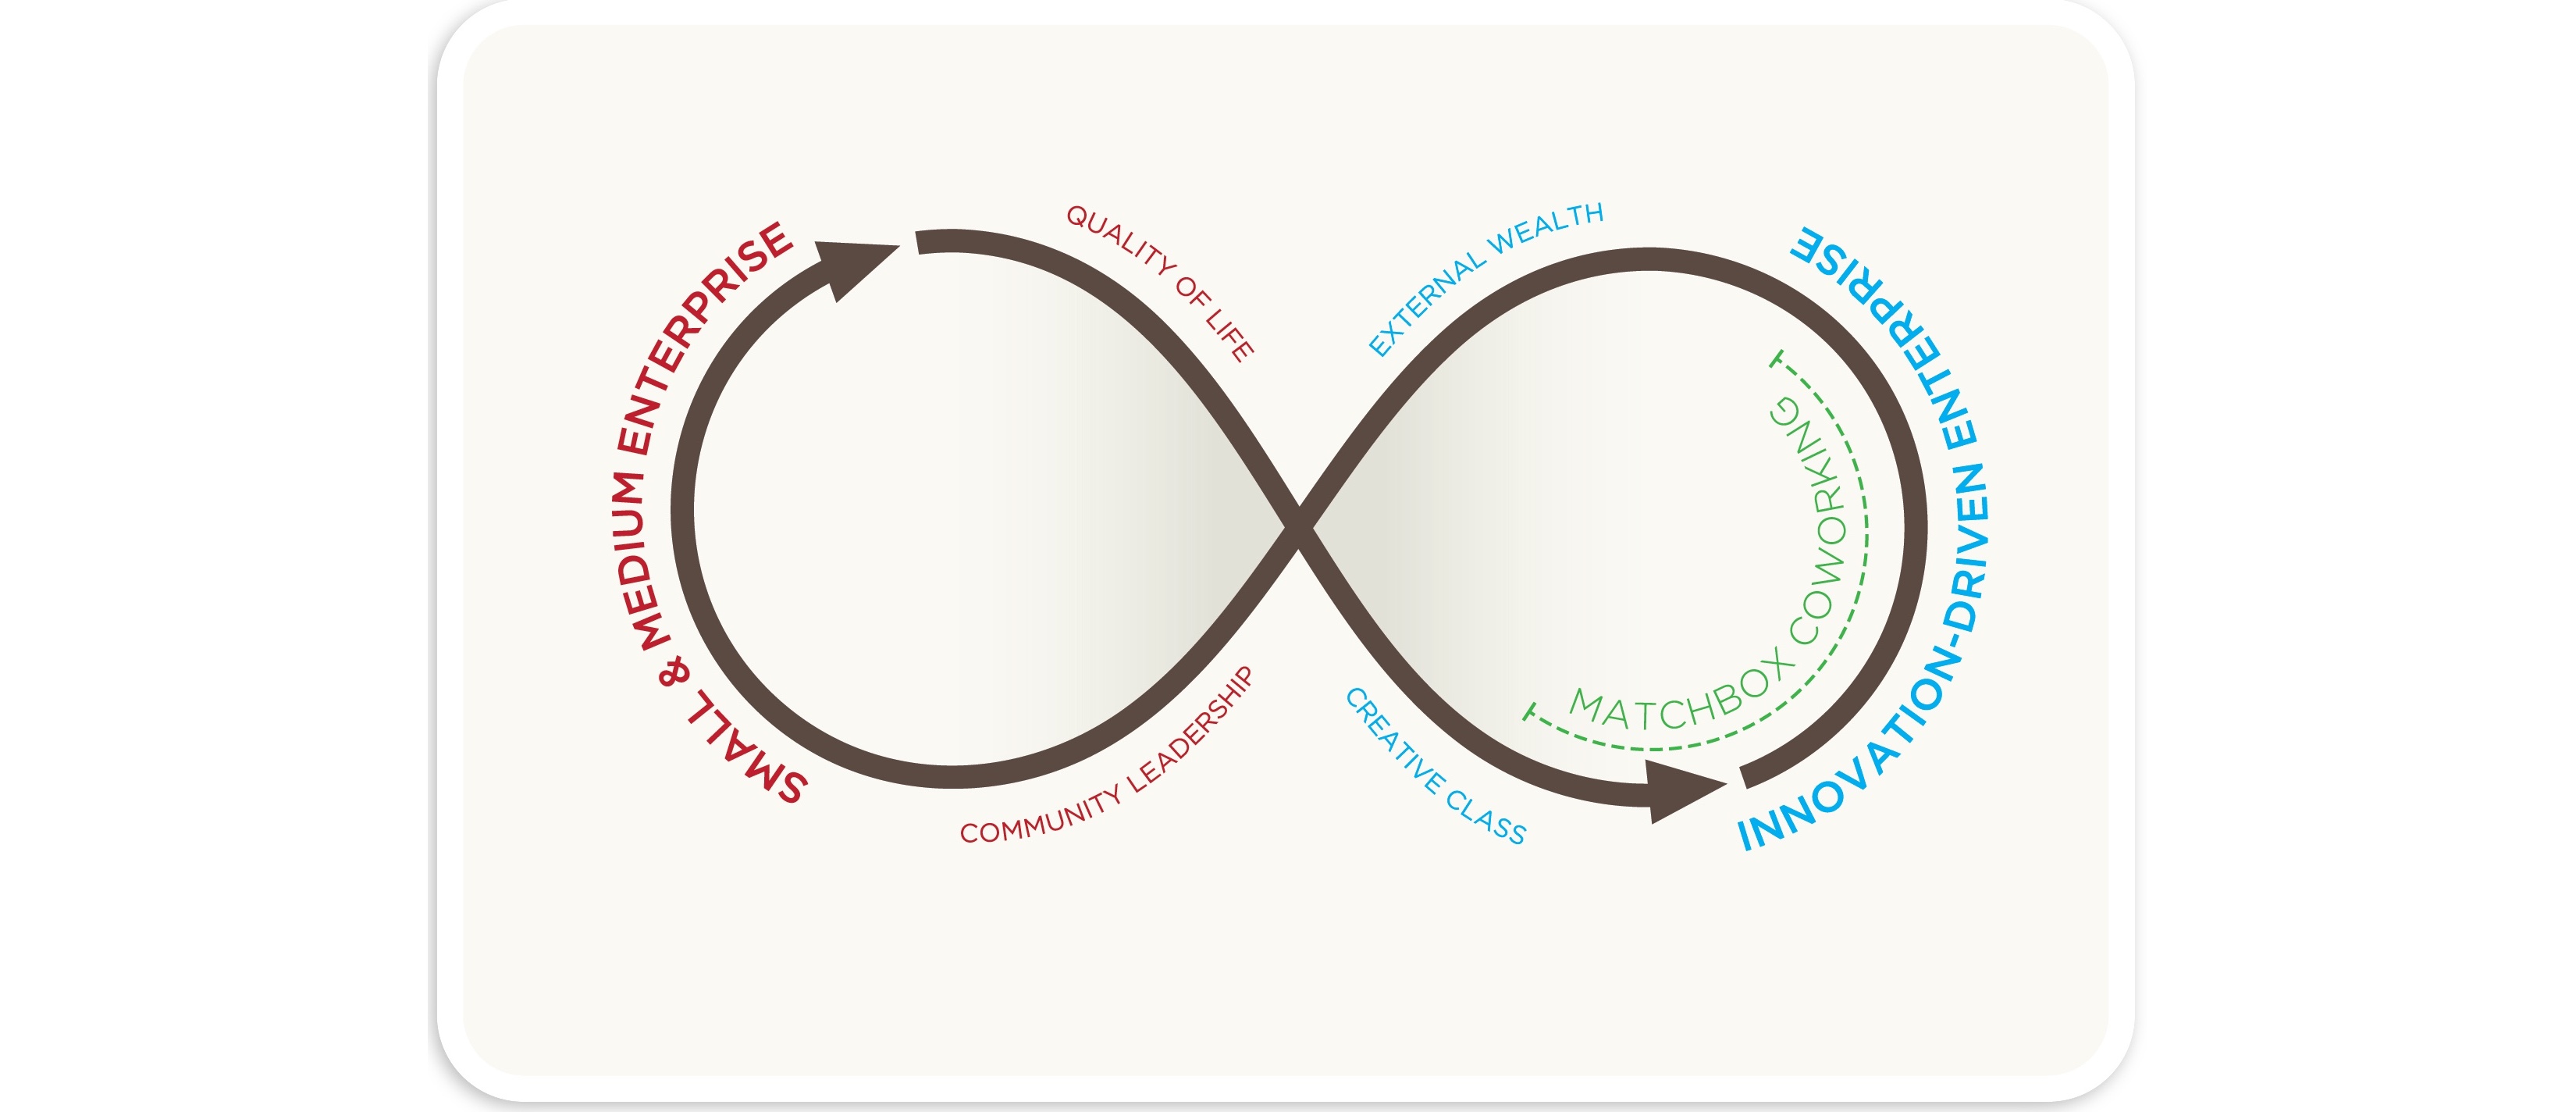 SMALL & MEDIUM ENTERPRISE
QUALITY OF LIFE
COMMUNITY LEADERSHIP
EXTERNAL WEALTH
CREATIVE CLASS
MATCHBOX COWORKING
INNOVATION-DRIVEN ENTERPRISE